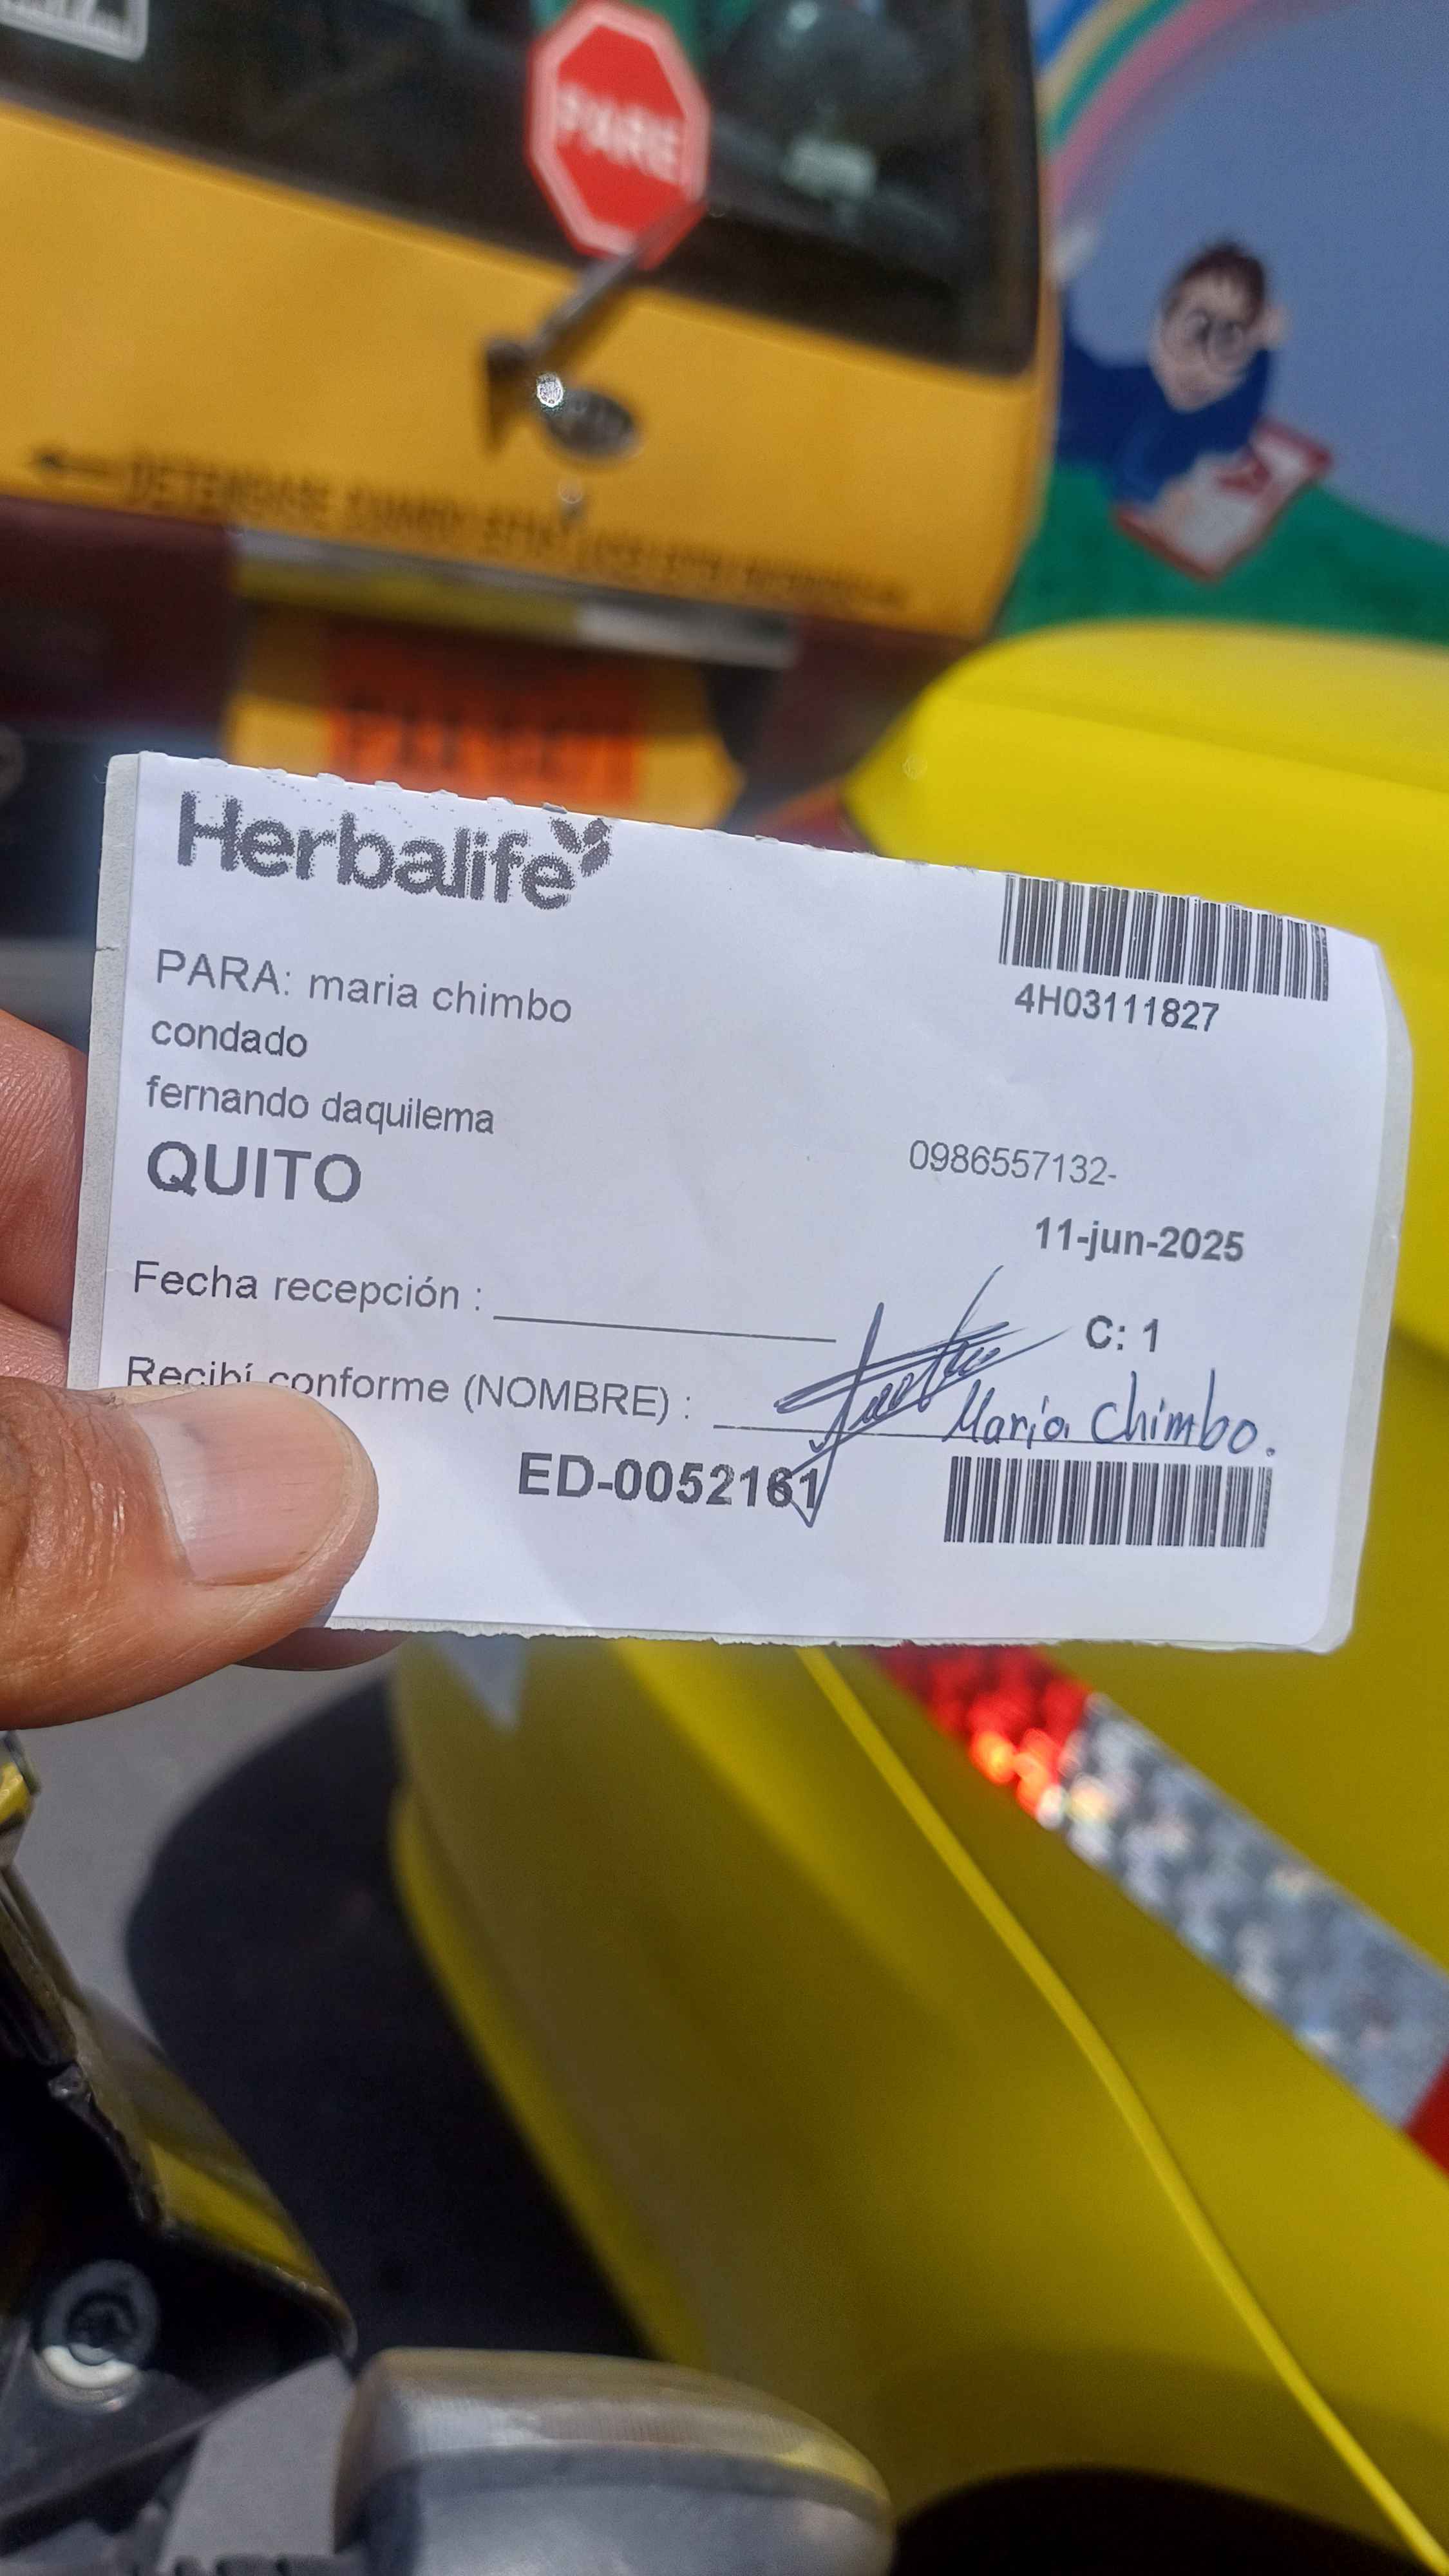 PARE
Herbalife
4H03111827
PARA: maria chimbo
condado
fernando daquilema
QUITO
0986557132-
11-jun-2025
Fecha recepción :
C: 1
Recibí conforme (NOMBRE) :
Maria Chimbo.
ED-0052161